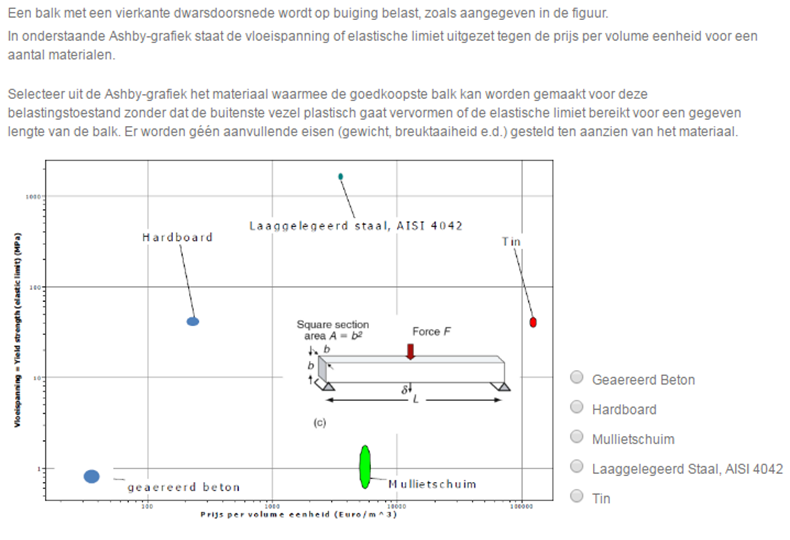 Een balk met een vierkante dwarsdoorsnede wordt op buiging belast, zoals aangegeven in de figuur.
In onderstaande Ashby-grafiek staat de vloeispanning of elastische limiet uitgezet tegen de prijs per volume eenheid voor een
aantal materialen.
Selecteer uit de Ashby-grafiek het materiaal waarmee de goedkoopste balk kan worden gemaakt voor deze
belastingstoestand zonder dat de buitenste vezel plastisch gaat vervormen of de elastische limiet bereikt voor een gegeven
lengte van de balk. Er worden géén aanvullende eisen (gewicht, breuktaaiheid e.d.) gesteld ten aanzien van het materiaal.
Vloeispanning = Yield strength (elastic limit) (MPa)
1000
100
10
1
Hardboard
Laaggelegeerd staal, AISI 4042
Tin
Square section
area A = b²
Force F
b
b
δ
L
(c)
geaereerd beton
Mullietschuim
100
1000
10000
100000
Prijs per volume eenheid (Euro/m^3)
Geaereerd Beton
Hardboard
Mullietschuim
Laaggelegeerd Staal, AISI 4042
Tin